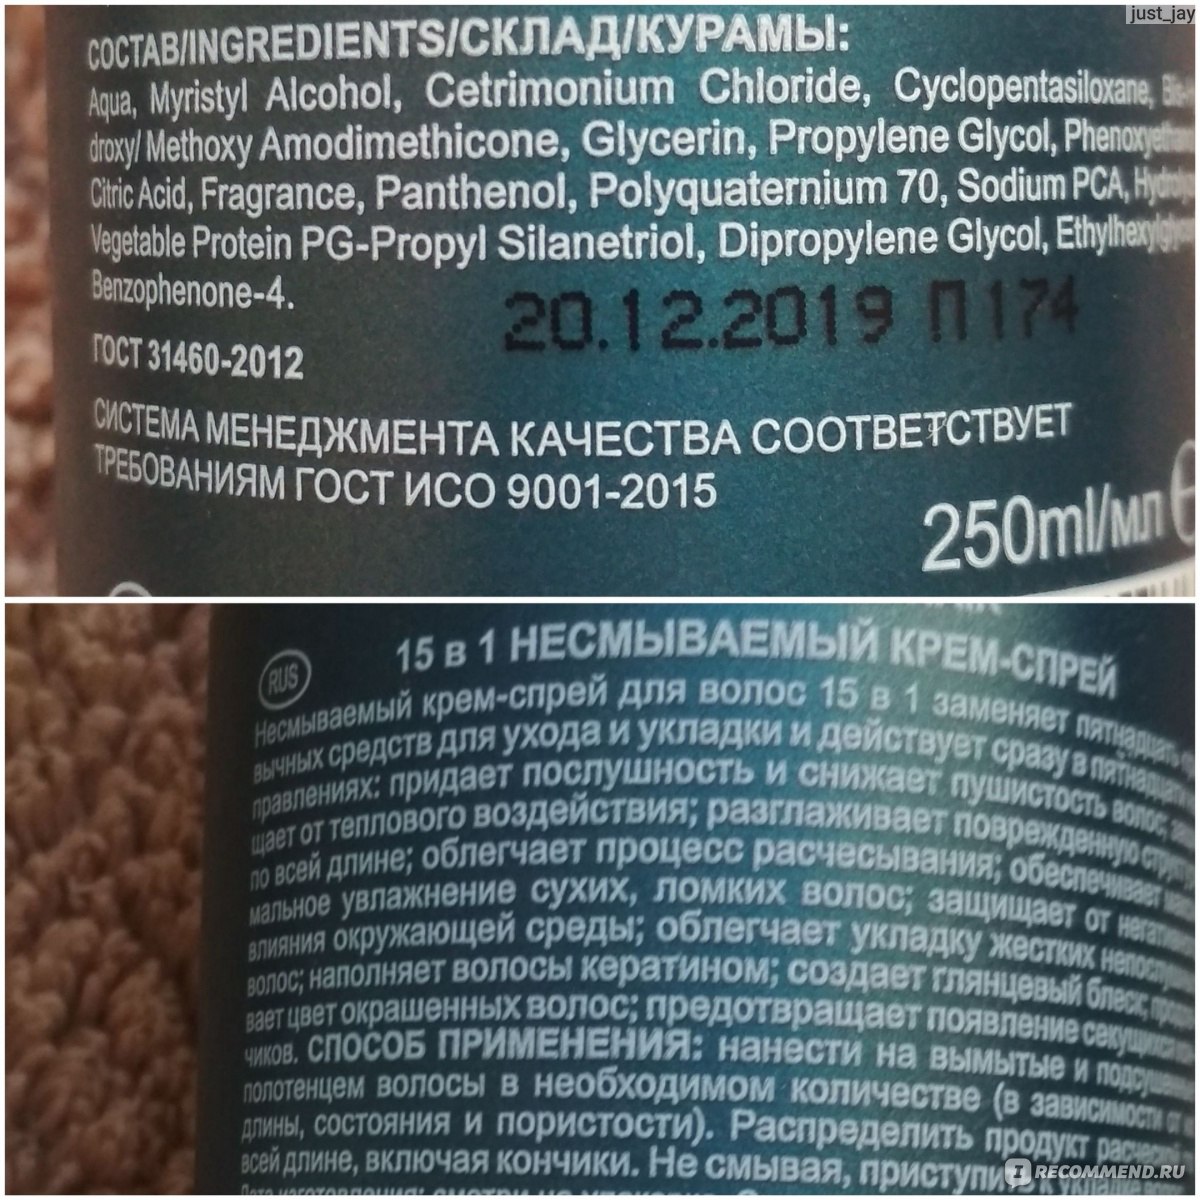 just_jay
СОСТАВ/INGREDIENTS/СКЛАД/КУРАМЫ:
Aqua, Myristyl Alcohol, Cetrimonium Chloride, Cyclopentasiloxane,
droxy/ Methoxy Amodimethicone, Glycerin, Propylene Glycol,
Citric Acid, Fragrance, Panthenol, Polyquaternium 70, Sodium PCA,
Vegetable Protein PG-Propyl Silanetriol, Dipropylene Glycol,
Benzophenone-4.
20.12.2019 П174
ГОСТ 31460-2012
СИСТЕМА МЕНЕДЖМЕНТА КАЧЕСТВА СООТВЕТСТВУЕТ
ТРЕБОВАНИЯМ ГОСТ ИСО 9001-2015
250ml/мл e
15 в 1 НЕСМЫВАЕМЫЙ КРЕМ-СПРЕЙ
RUS
Несмываемый крем-спрей для волос 15 в 1 заменяет пятнадцать
вычных средств для ухода и укладки и действует сразу в
правлениях: придает послушность и снижает пушистость волос;
щает от теплового воздействия; разглаживает поврежденную
по всей длине; облегчает процесс расчесывания; обеспечивает
мальное увлажнение сухих, ломких волос; защищает от
влияния окружающей среды; облегчает укладку жестких
волос; наполняет волосы кератином; создает глянцевый блеск;
вает цвет окрашенных волос; предотвращает появление
чиков. СПОСОБ ПРИМЕНЕНИЯ: нанести на вымытые и
полотенцем волосы в необходимом количестве (в зависимости от
длины, состояния и пористости). Распределить продукт
всей длине, включая кончики. Не смывая,
IRECOMMEND.RU